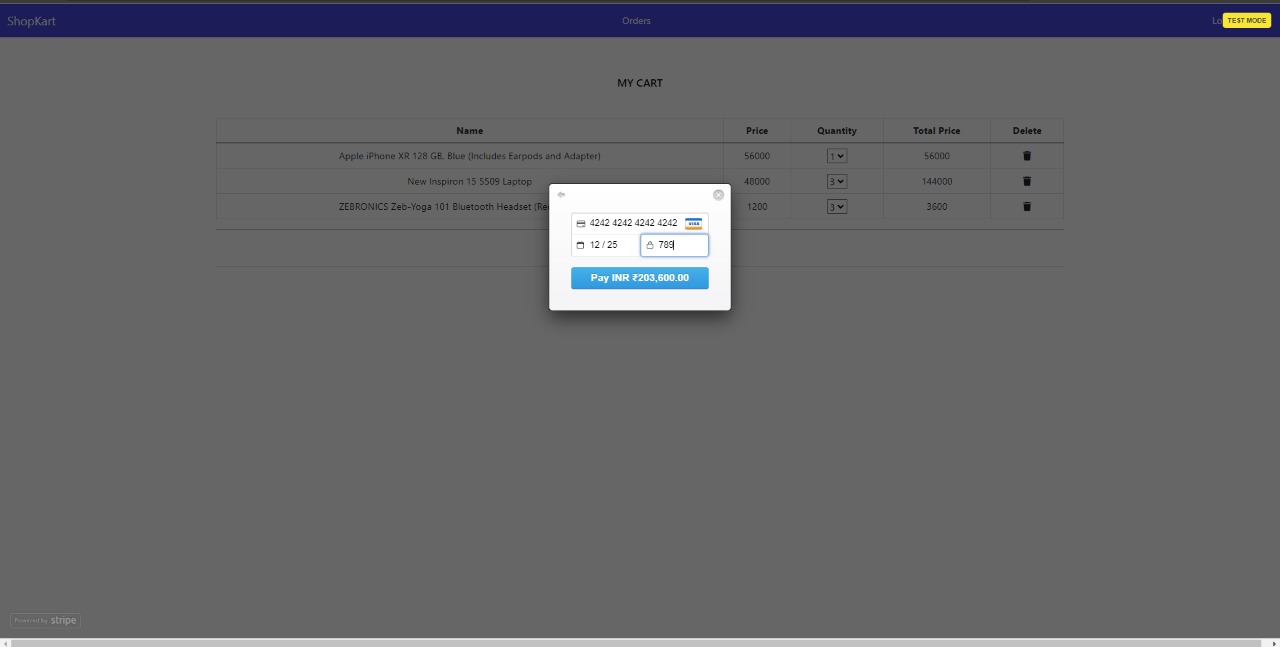 ShopKart Orders Lo TEST MODE
MY CART
Name Price Quantity Total Price Delete
Apple iPhone XR 128 GB, Blue (Includes Earpods and Adapter) 56000 1 56000
New Inspiron 15 5509 Laptop 48000 3 144000
ZEBRONICS Zeb-Yoga 101 Bluetooth Headset (Re 1200 3 3600
4242 4242 4242 4242 VISA
12 / 25 789
Pay INR ₹203,600.00
Powered by stripe